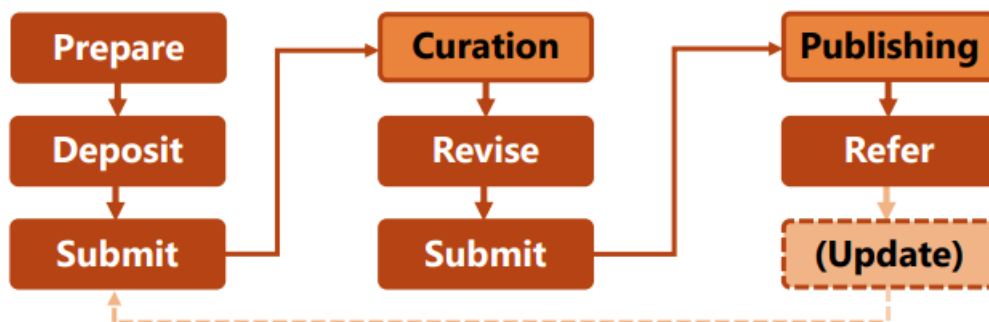 Prepare
Deposit
Submit
Curation
Revise
Submit
Publishing
Refer
(Update)